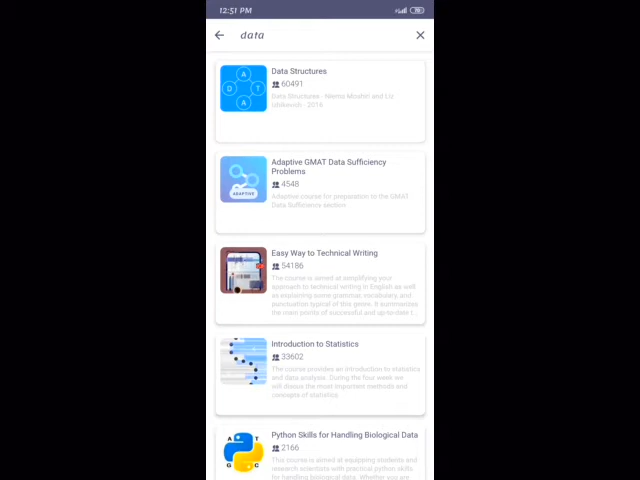 12:51 PM
data
Data Structures
60491
Data Structures - Niema Moshiri and Liz
Izhikevich - 2016
Adaptive GMAT Data Sufficiency
Problems
4548
Adaptive course for preparation to the GMAT
Data Sufficiency section
ADAPTIVE
Easy Way to Technical Writing
54186
The course is aimed at simplifying your
approach to technical writing in English as well
as explaining some grammar, vocabulary, and
punctuation typical of this genre. It summarizes
the main points of successful and up-to-date t...
Introduction to Statistics
33602
The course provides an introduction to statistics
and data analysis. During the four week we
will discus the most important methods and
concepts of statistics
Python Skills for Handling Biological Data
2166
This course is aimed at equipping students and
research scientists with practical python skills
for handling biological data. Whether you are